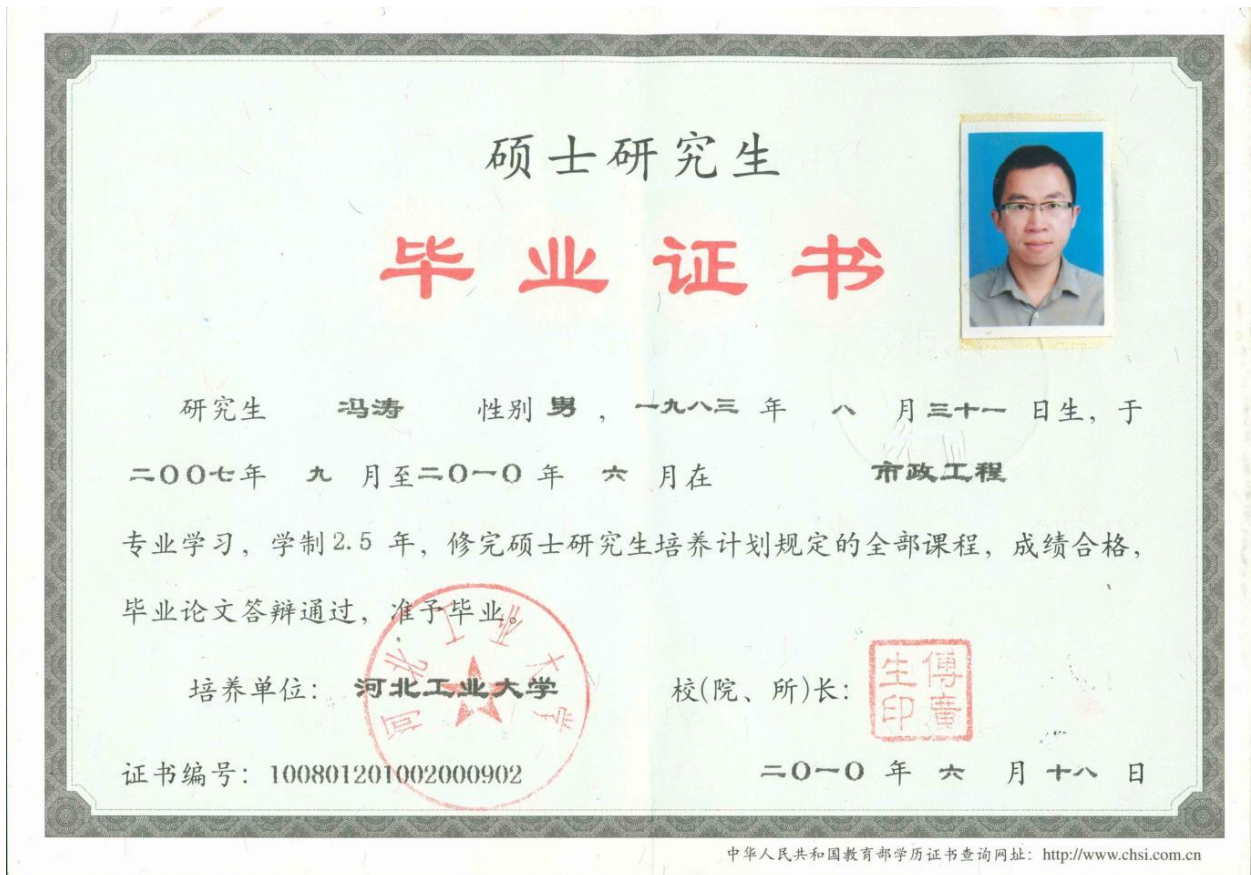 硕士研究生
毕业证书
研究生 冯涛 性别 男 , 一九八三 年 八 月 三十一 日生, 于
二〇〇七年 九 月至二〇一〇 年 六 月在 市政工程
专业学习, 学制2.5 年, 修完硕士研究生培养计划规定的全部课程, 成绩合格,
毕业论文答辩通过, 准予毕业。
河北工业大学
培养单位: 河北工业大学 校(院、所)长: 傅廣生印
证书编号: 100801201002000902 二〇一〇 年 六 月 十八 日
中华人民共和国教育部学历证书查询网址: http://www.chsi.com.cn